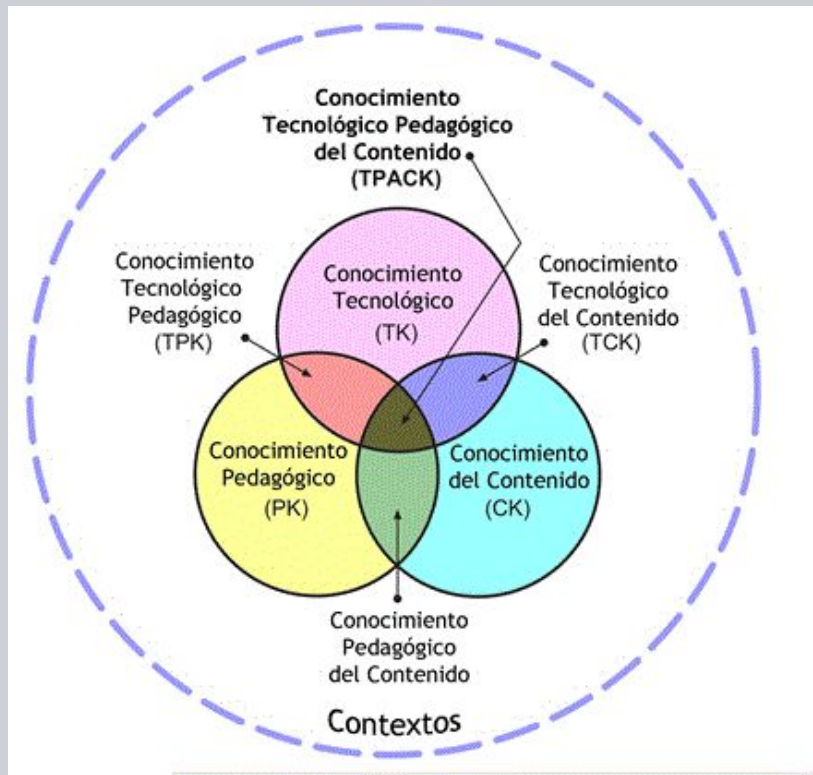 Conocimiento
Tecnológico Pedagógico
del Contenido
(TPACK)
Conocimiento
Tecnológico
Pedagógico
(TPK)
Conocimiento
Tecnológico
(TK)
Conocimiento
Tecnológico
del Contenido
(TCK)
Conocimiento
Pedagógico
(PK)
Conocimiento
del Contenido
(CK)
Conocimiento
Pedagógico
del Contenido
Contextos